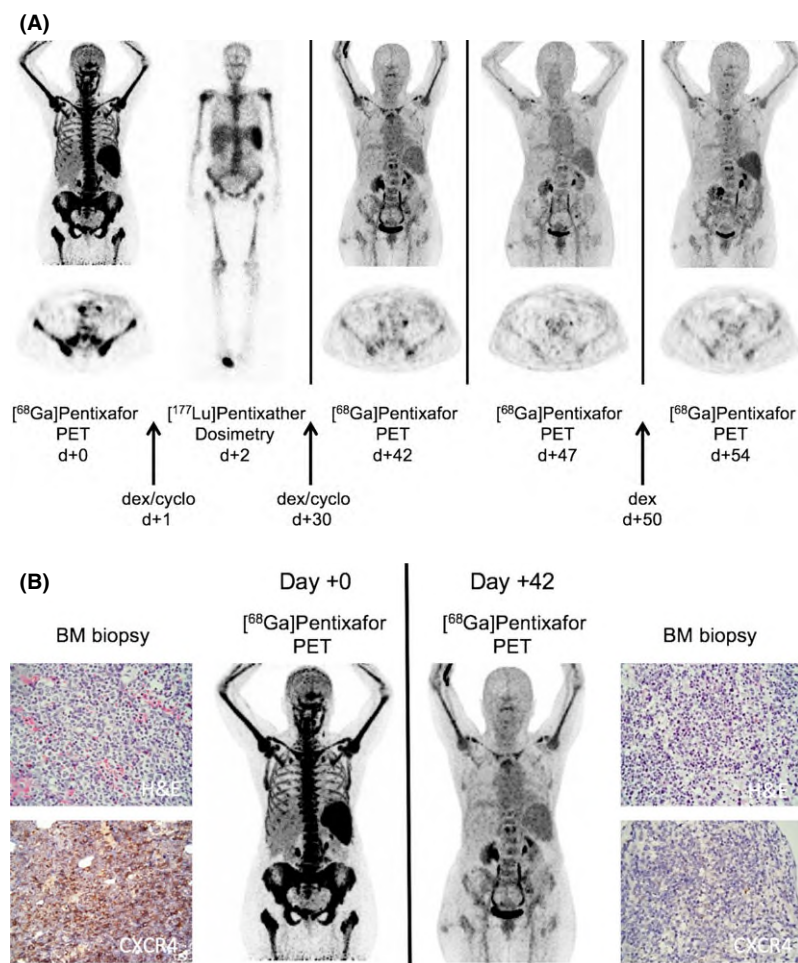 (A)
[68Ga]Pentixafor
PET
d+0
[177Lu]Pentixather
Dosimetry
d+2
[68Ga]Pentixafor
PET
d+42
[68Ga]Pentixafor
PET
d+47
[68Ga]Pentixafor
PET
d+54
dex/cyclo
d+1
dex/cyclo
d+30
dex
d+50
(B)
Day +0
Day +42
BM biopsy
[68Ga]Pentixafor
PET
[68Ga]Pentixafor
PET
BM biopsy
H&E
H&E
CXCR4
CXCR4